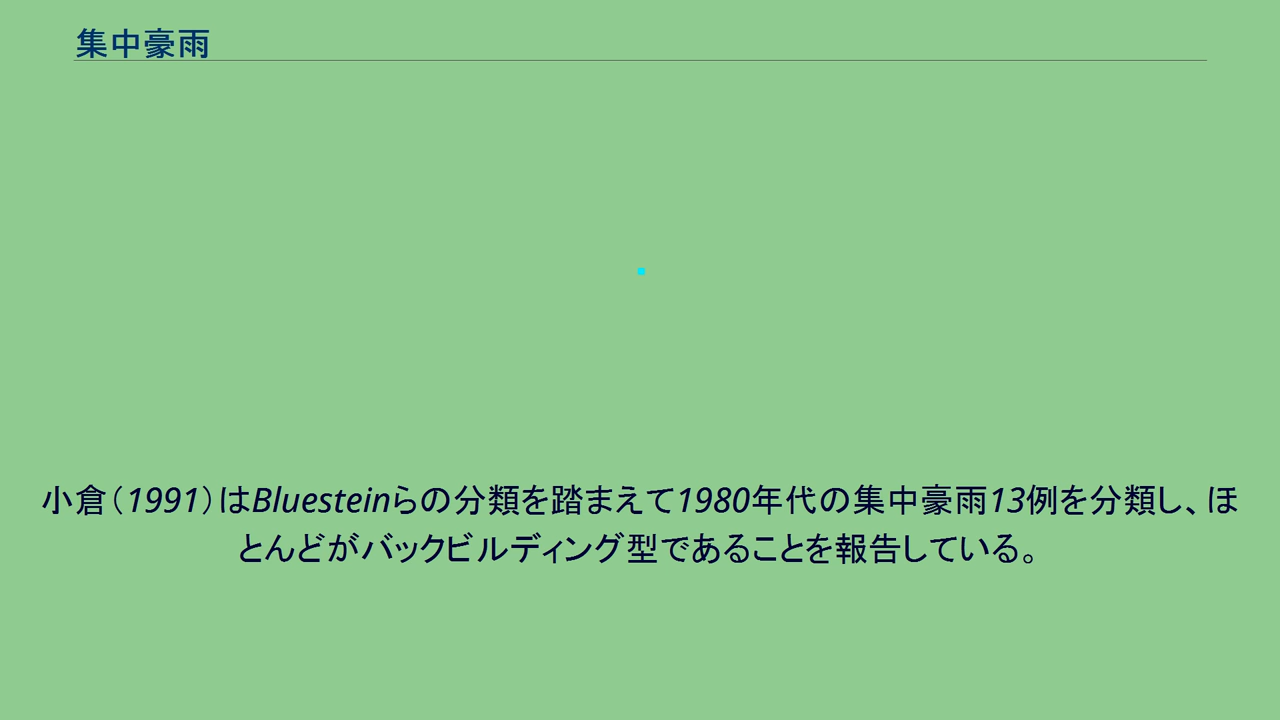 集中豪雨
小倉（1991）はBluesteinらの分類を踏まえて1980年代の集中豪雨13例を分類し、ほ
とんどがバックビルディング型であることを報告している。